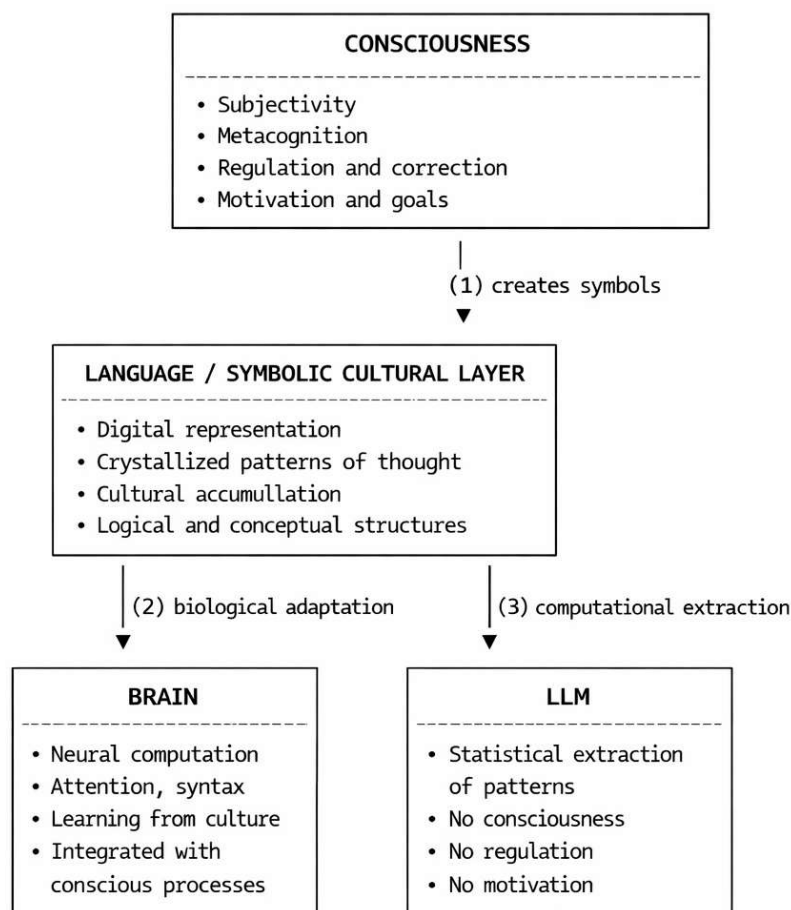 CONSCIOUSNESS
• Subjectivity
• Metacognition
• Regulation and correction
• Motivation and goals
(1) creates symbols
LANGUAGE / SYMBOLIC CULTURAL LAYER
• Digital representation
• Crystallized patterns of thought
• Cultural accumullation
• Logical and conceptual structures
(2) biological adaptation
(3) computational extraction
BRAIN
• Neural computation
• Attention, syntax
• Learning from culture
• Integrated with
conscious processes
LLM
• Statistical extraction
of patterns
• No consciousness
• No regulation
• No motivation